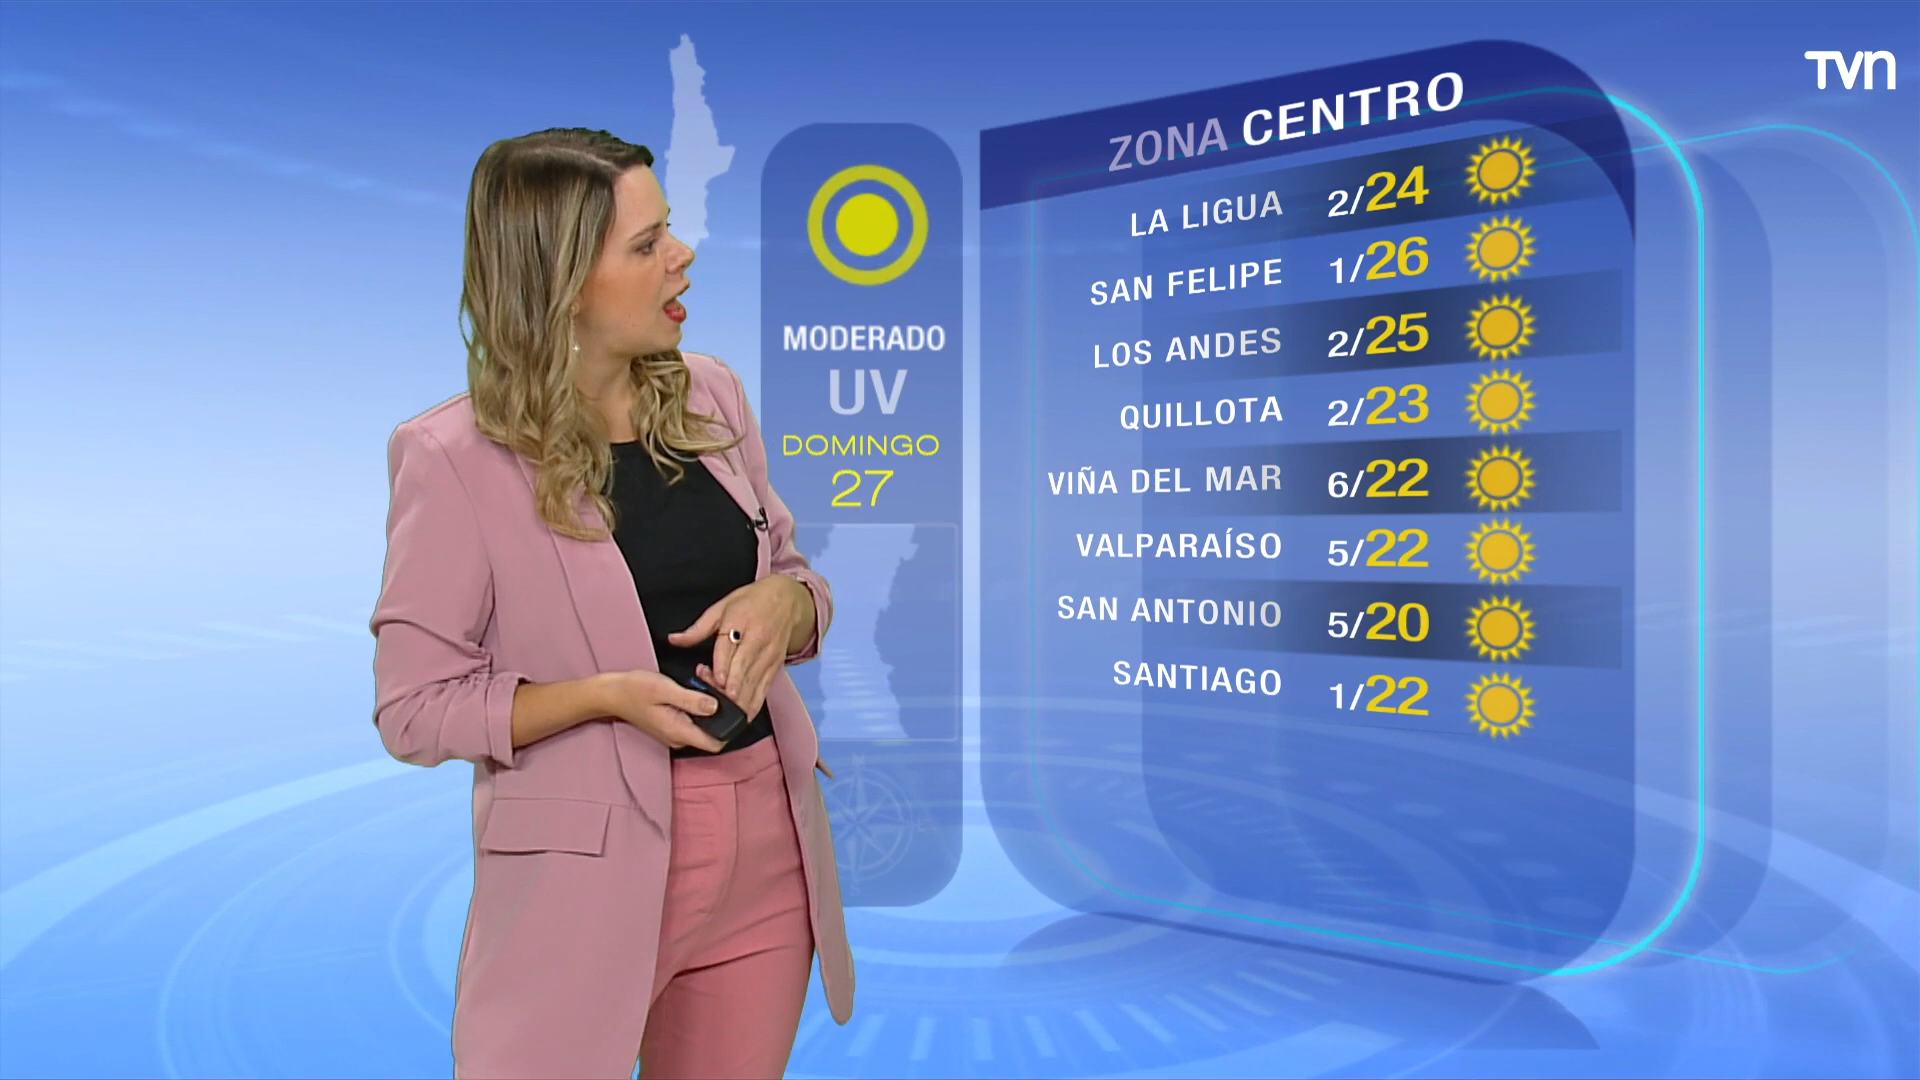 TVN
MODERADO
UV
DOMINGO
27
ZONA CENTRO
LA LIGUA 2/24
SAN FELIPE 1/26
LOS ANDES 2/25
QUILLOTA 2/23
VIÑA DEL MAR 6/22
VALPARAÍSO 5/22
SAN ANTONIO 5/20
SANTIAGO 1/22
N